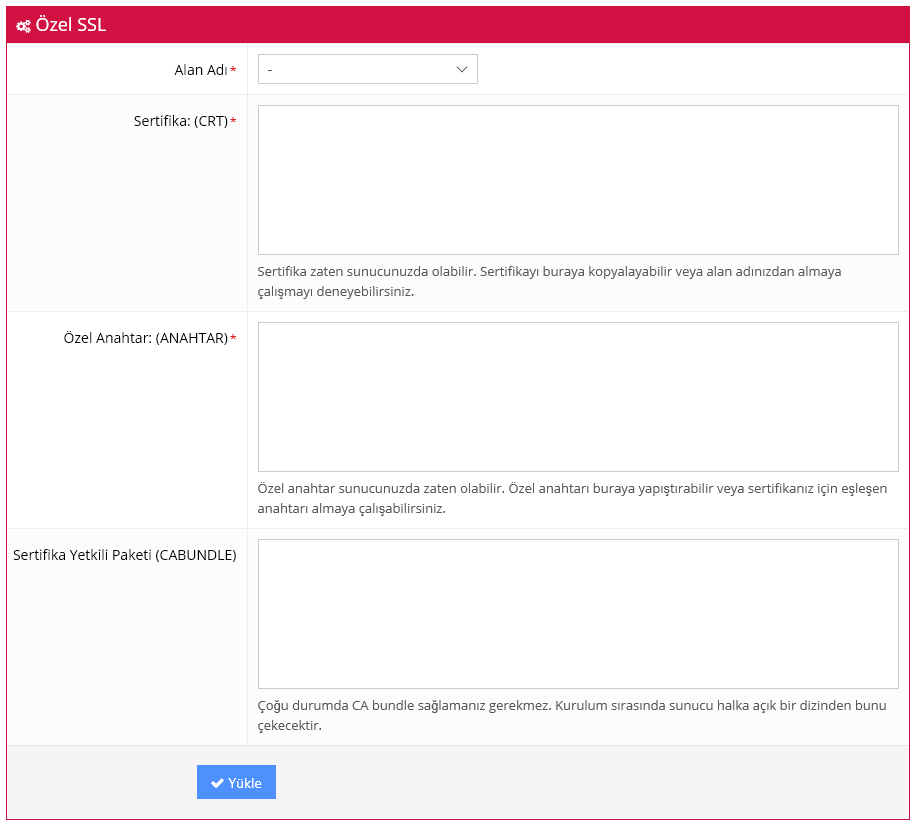 Özel SSL
Alan Adı *
-
Sertifika: (CRT) *
Sertifika zaten sunucunuzda olabilir. Sertifikayı buraya kopyalayabilir veya alan adınızdan almaya
çalışmayı deneyebilirsiniz.
Özel Anahtar: (ANAHTAR) *
Özel anahtar sunucunuzda zaten olabilir. Özel anahtarı buraya yapıştırabilir veya sertifikanız için eşleşen
anahtarı almaya çalışabilirsiniz.
Sertifika Yetkili Paketi (CABUNDLE)
Çoğu durumda CA bundle sağlamanız gerekmez. Kurulum sırasında sunucu halka açık bir dizinden bunu
çekecektir.
Yükle